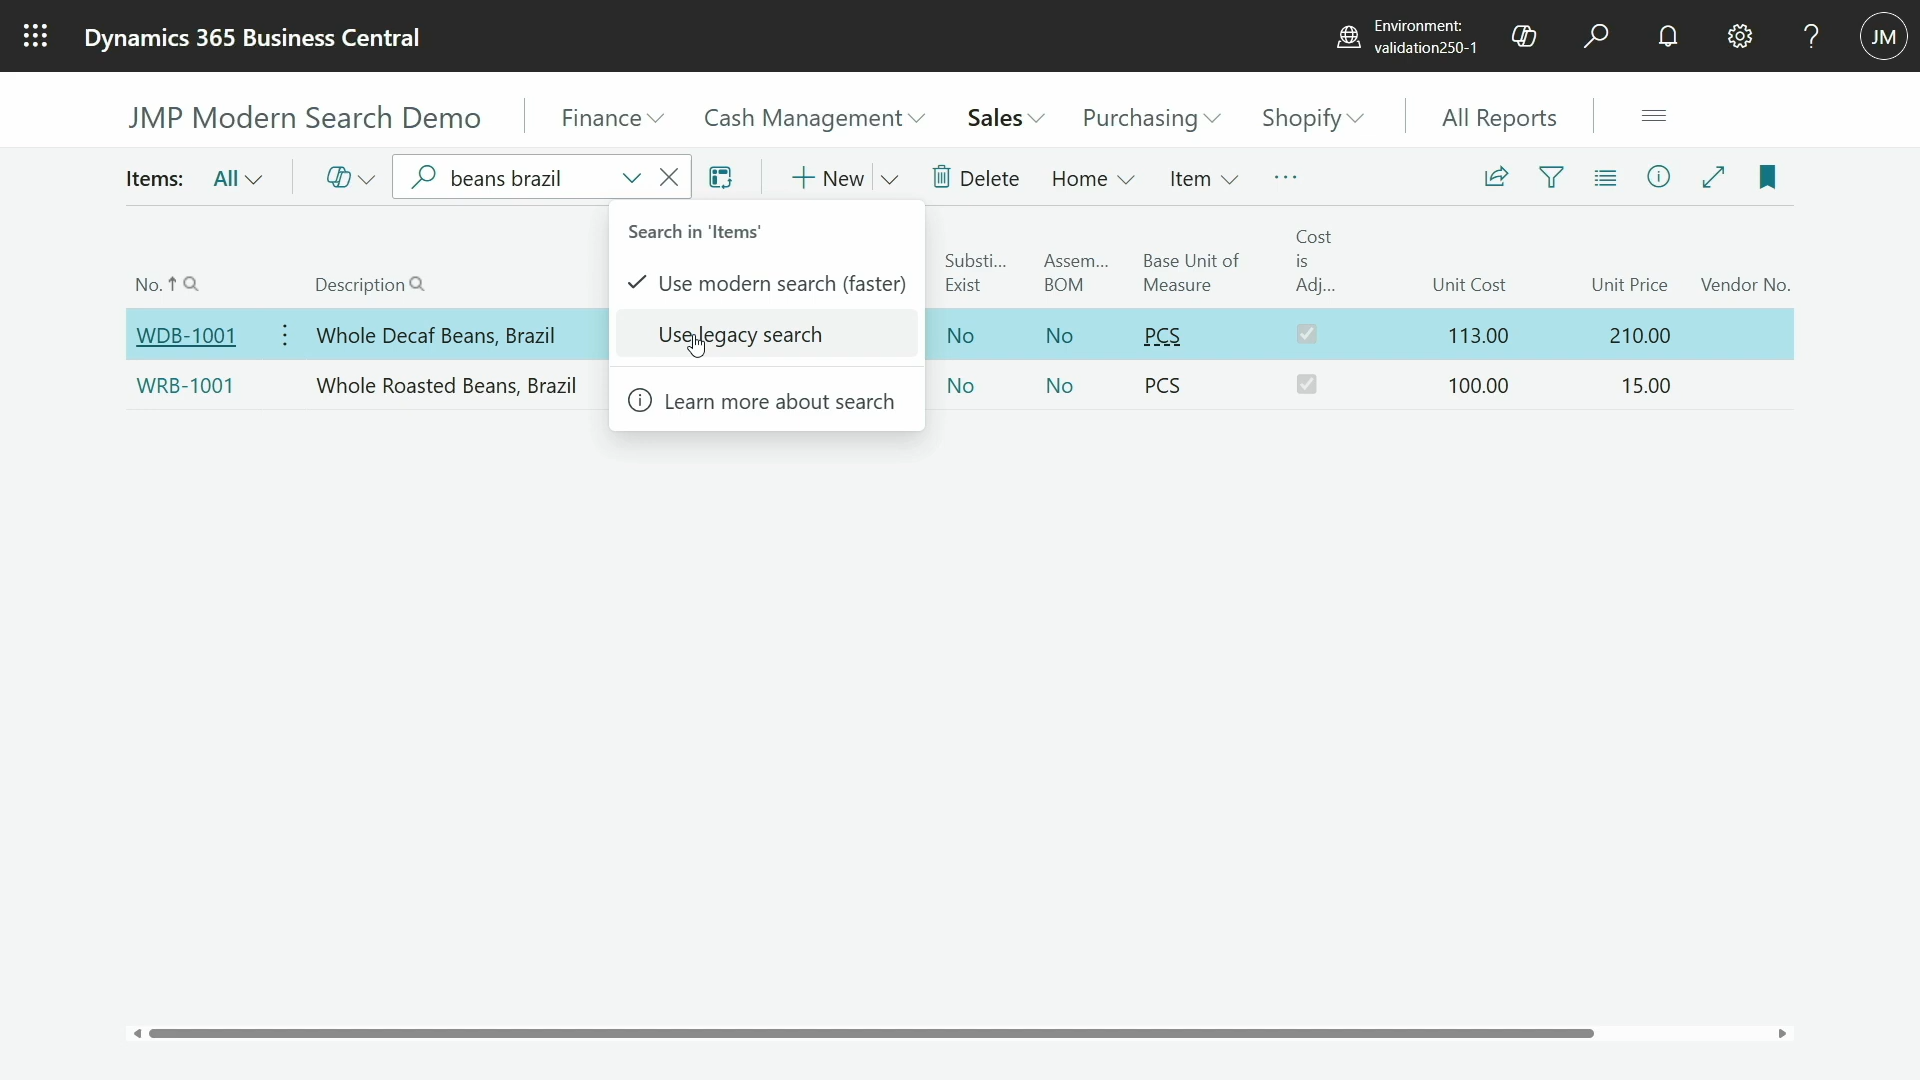 Dynamics 365 Business Central
Environment:
validation250-1
JM
JMP Modern Search Demo
Finance
Cash Management
Sales
Purchasing
Shopify
All Reports
Items:
All
beans brazil
New
Delete
Home
Item
Search in 'Items'
Use modern search (faster)
Use legacy search
Learn more about search
No.
Description
Substi...
Exist
Assem...
BOM
Base Unit of
Measure
Cost
is
Adj...
Unit Cost
Unit Price
Vendor No.
WDB-1001
Whole Decaf Beans, Brazil
No
No
PCS
113.00
210.00
WRB-1001
Whole Roasted Beans, Brazil
No
No
PCS
100.00
15.00